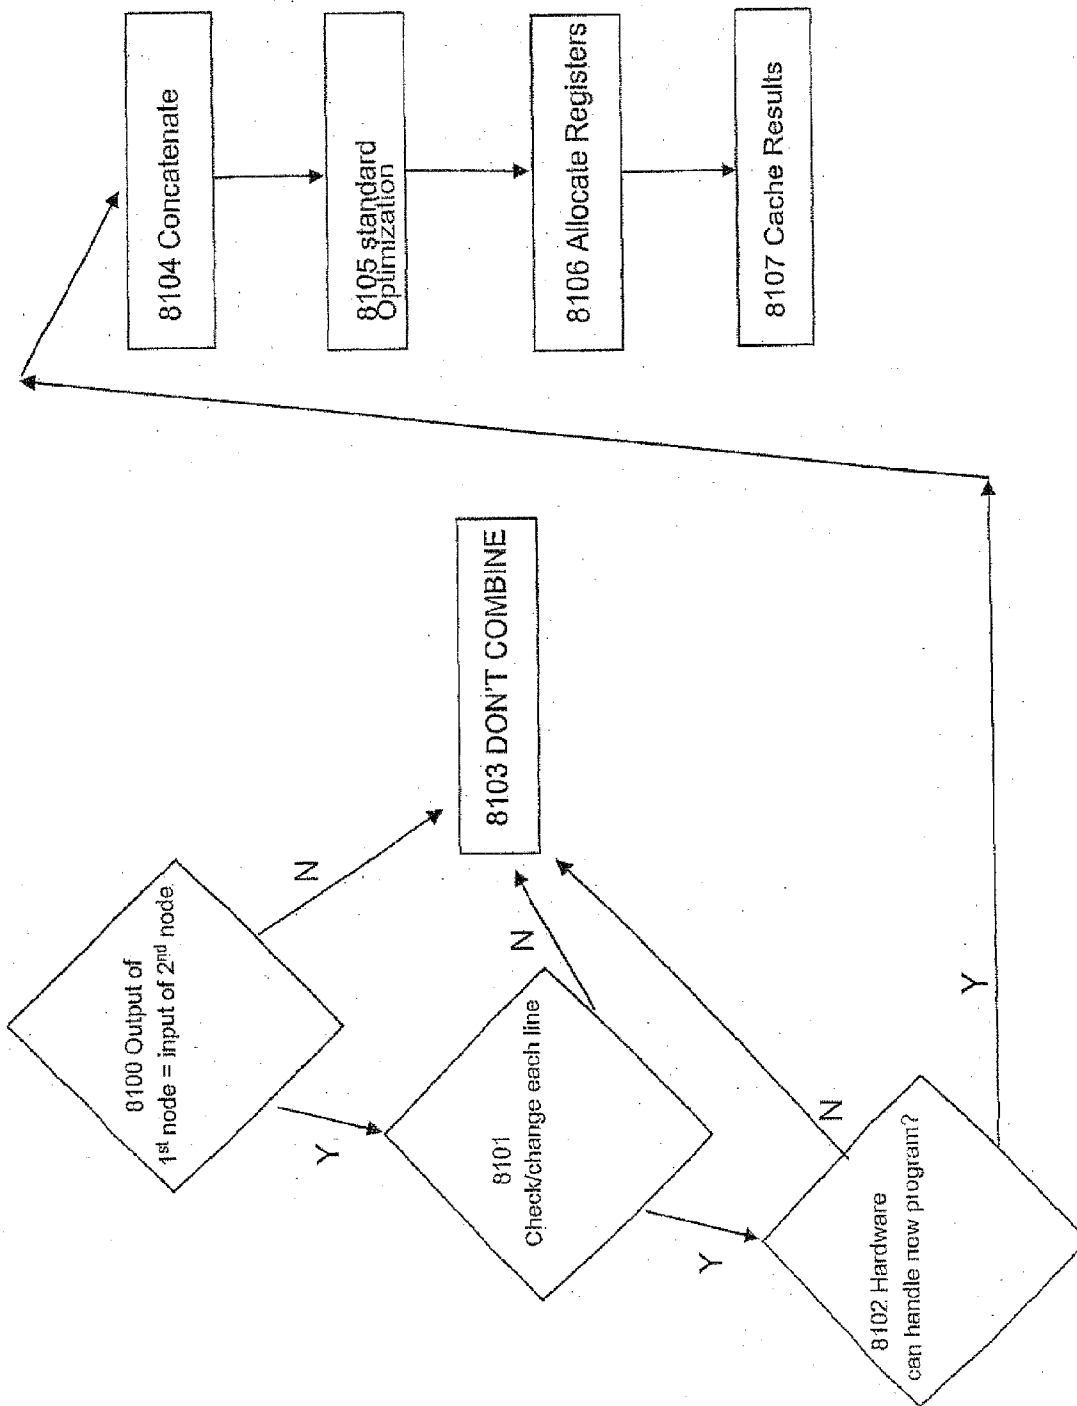 8100 Output of
1st node = input of 2nd node
N
Y
8101
Check/change each line
N
Y
8102 Hardware
can handle now program?
N
Y
8103 DON'T COMBINE
8104 Concatenate
8105 standard
Optimization
8106 Allocate Registers
8107 Cache Results